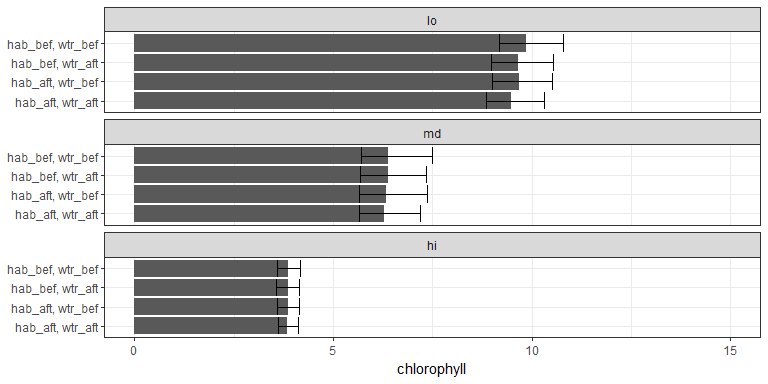 lo
hab_bef, wtr_bef
hab_bef, wtr_aft
hab_aft, wtr_bef
hab_aft, wtr_aft
md
hab_bef, wtr_bef
hab_bef, wtr_aft
hab_aft, wtr_bef
hab_aft, wtr_aft
hi
hab_bef, wtr_bef
hab_bef, wtr_aft
hab_aft, wtr_bef
hab_aft, wtr_aft
0 5 10 15
chlorophyll